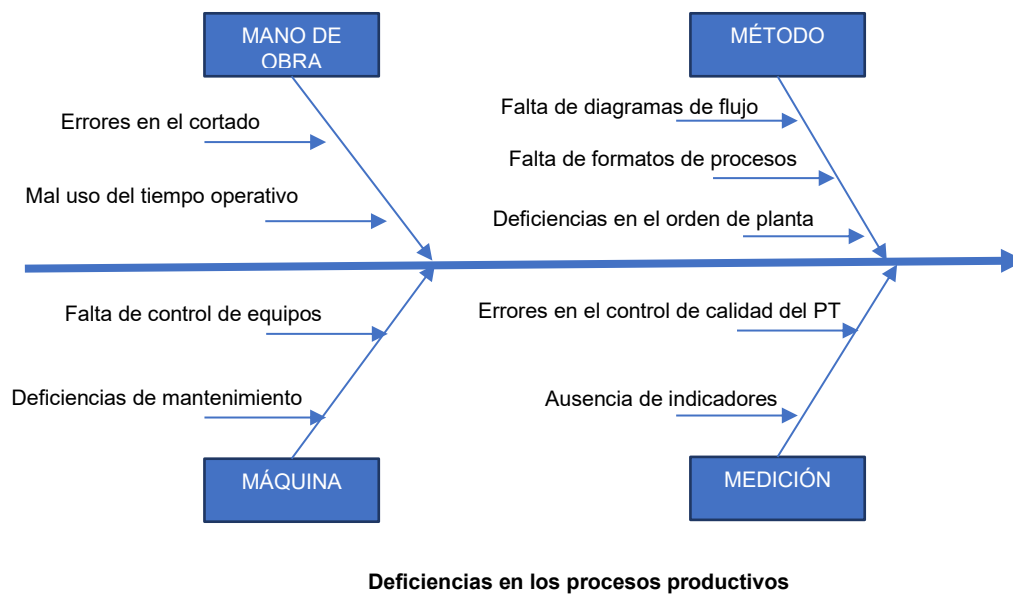 MANO DE
OBRA
MÉTODO
Errores en el cortado
Mal uso del tiempo operativo
Falta de diagramas de flujo
Falta de formatos de procesos
Deficiencias en el orden de planta
Falta de control de equipos
Deficiencias de mantenimiento
Errores en el control de calidad del PT
Ausencia de indicadores
MÁQUINA
MEDICIÓN
Deficiencias en los procesos productivos